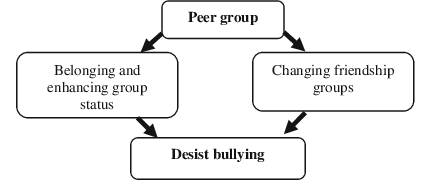 Peer group
Belonging and
enhancing group
status
Changing friendship
groups
Desist bullying